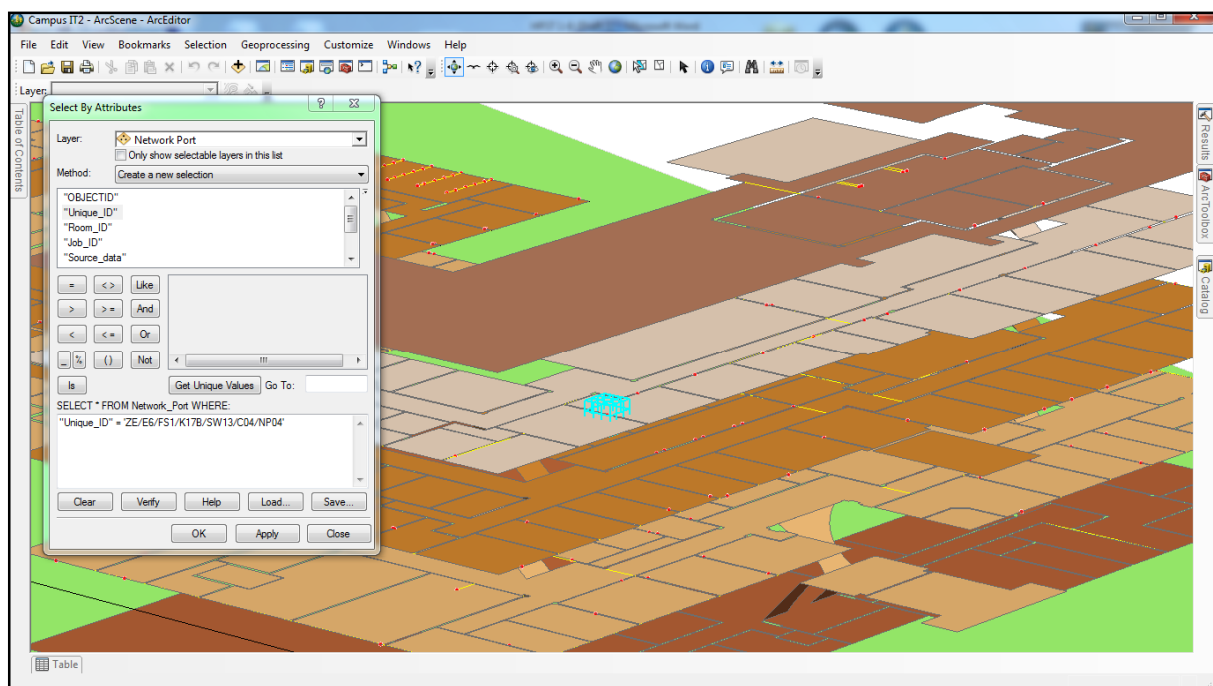 Campus IT2 - ArcScene - ArcEditor
File Edit View Bookmarks Selection Geoprocessing Customize Windows Help
Layer:
Table of Contents
Select By Attributes
Layer: Network Port
Only show selectable layers in this list
Method: Create a new selection
"OBJECTID"
"Unique_ID"
"Room_ID"
"Job_ID"
"Source_data"
= < > Like
> > = And
< < = Or
_ % ( ) Not
Is Get Unique Values Go To:
SELECT * FROM Network_Port WHERE:
"Unique_ID" = 'ZE/E6/FS1/K17B/SW13/C04/NP04'
Clear Verify Help Load... Save...
OK Apply Close
Results
ArcToolbox
Catalog
Table